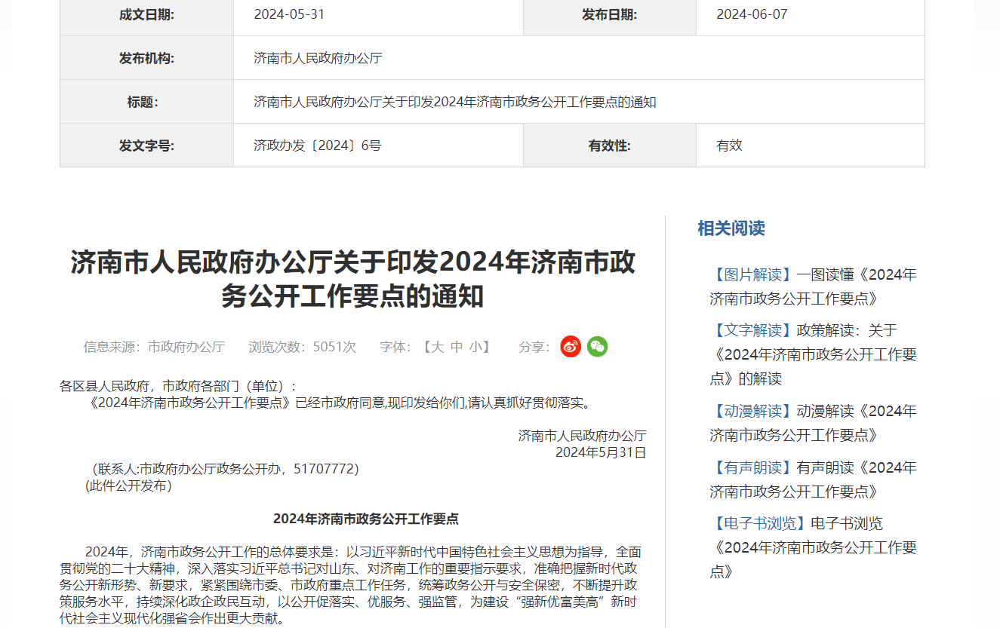 成文日期: 2024-05-31 发布日期: 2024-06-07
发布机构: 济南市人民政府办公厅
标题: 济南市人民政府办公厅关于印发2024年济南市政务公开工作要点的通知
发文字号: 济政办发〔2024〕6号 有效性: 有效
济南市人民政府办公厅关于印发2024年济南市政
务公开工作要点的通知
信息来源：市政府办公厅 浏览次数：5051次 字体：【大 中 小】 分享：
各区县人民政府，市政府各部门（单位）：
《2024年济南市政务公开工作要点》已经市政府同意,现印发给你们,请认真抓好贯彻落实。
济南市人民政府办公厅
2024年5月31日
（联系人:市政府办公厅政务公开办，51707772）
(此件公开发布)
2024年济南市政务公开工作要点
2024年，济南市政务公开工作的总体要求是：以习近平新时代中国特色社会主义思想为指导，全面
贯彻党的二十大精神，深入落实习近平总书记对山东、对济南工作的重要指示要求，准确把握新时代政
务公开新形势、新要求，紧紧围绕市委、市政府重点工作任务，统筹政务公开与安全保密，不断提升政
策服务水平，持续深化政企政民互动，以公开促落实、优服务、强监管，为建设“强新优富美高”新时
代社会主义现代化强省会作出更大贡献。
相关阅读
【图片解读】一图读懂《2024年
济南市政务公开工作要点》
【文字解读】政策解读：关于
《2024年济南市政务公开工作要
点》的解读
【动漫解读】动漫解读《2024年
济南市政务公开工作要点》
【有声朗读】有声朗读《2024年
济南市政务公开工作要点》
【电子书浏览】电子书浏览
《2024年济南市政务公开工作要
点》